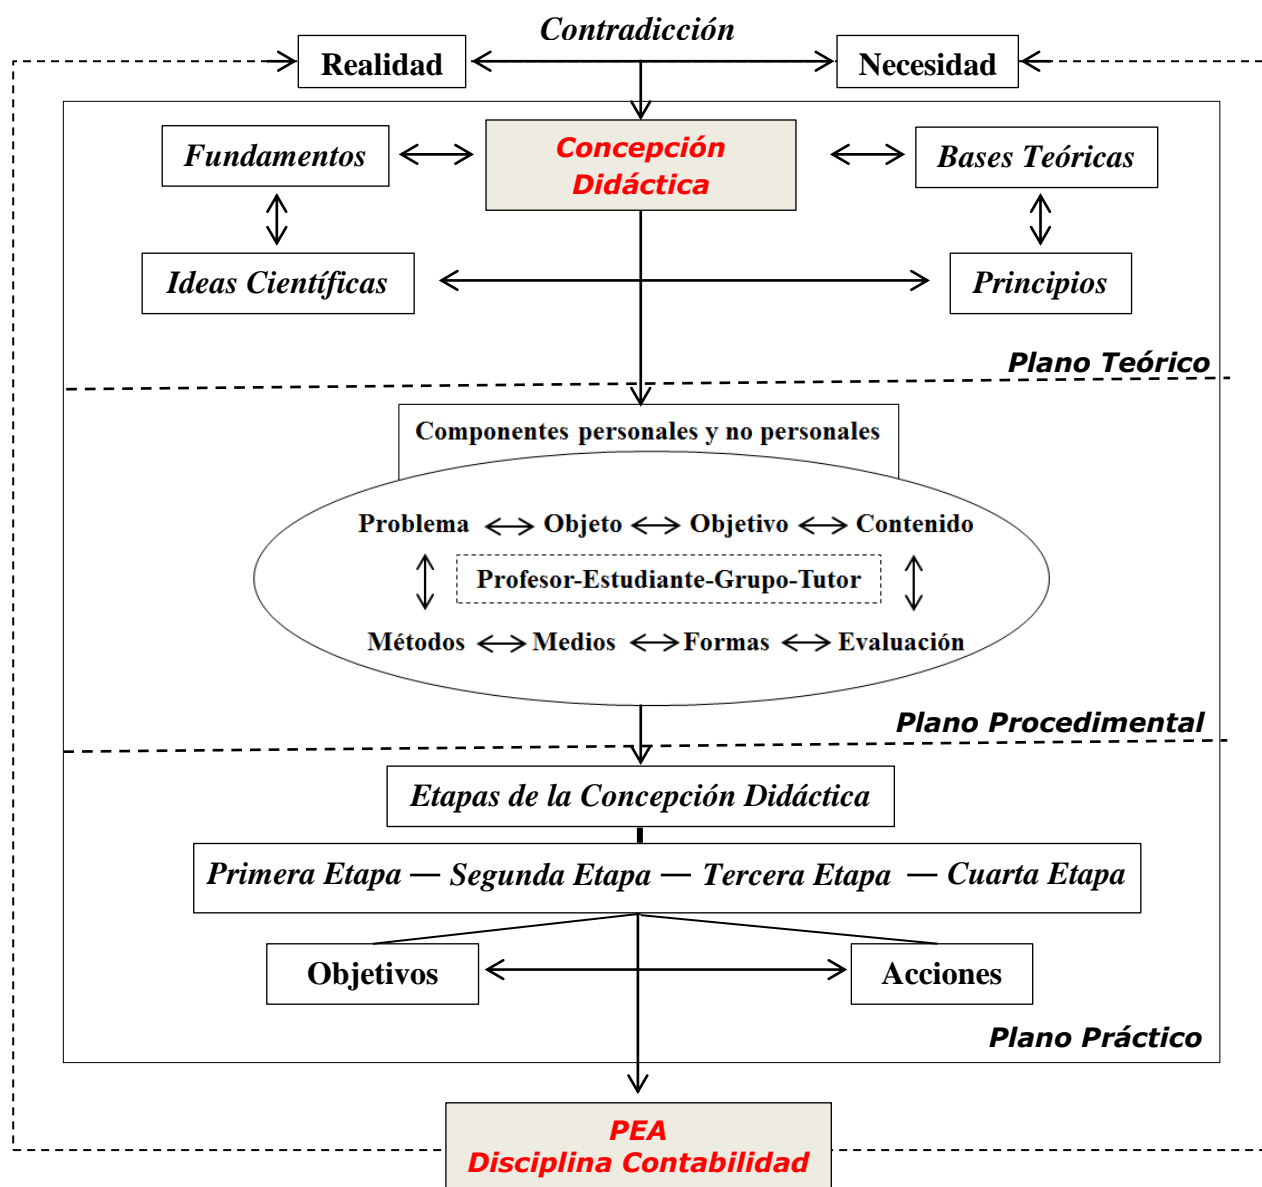 Contradicción
Realidad
Necesidad
Fundamentos
Concepción
Didáctica
Bases Teóricas
Ideas Científicas
Principios
Plano Teórico
Componentes personales y no personales
Problema Objeto Objetivo Contenido
Profesor-Estudiante-Grupo-Tutor
Métodos Medios Formas Evaluación
Plano Procedimental
Etapas de la Concepción Didáctica
Primera Etapa — Segunda Etapa — Tercera Etapa — Cuarta Etapa
Objetivos
Acciones
Plano Práctico
PEA
Disciplina Contabilidad